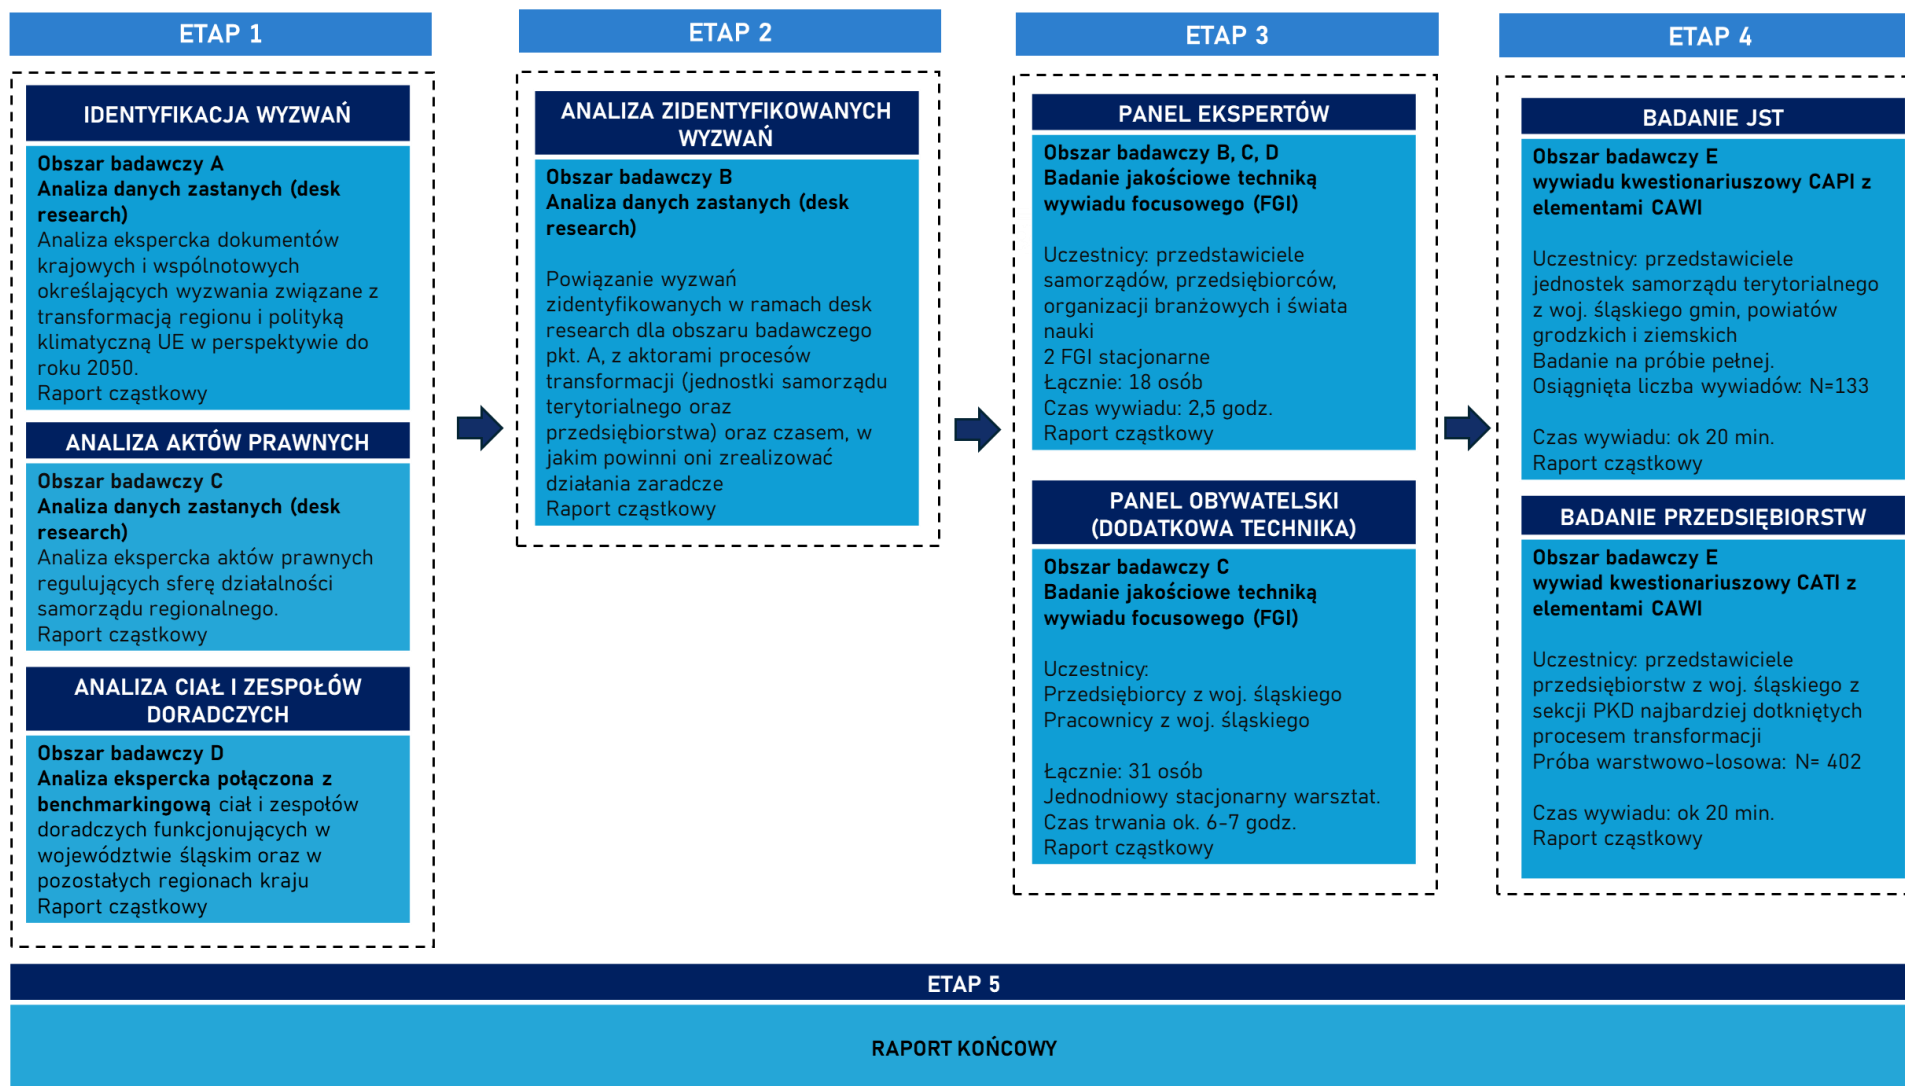 ETAP 1
IDENTYFIKACJA WYZWAŃ
Obszar badawczy A
Analiza danych zastanych (desk
research)
Analiza ekspercka dokumentów
krajowych i wspólnotowych
określających wyzwania związane z
transformacją regionu i polityką
klimatyczną UE w perspektywie do
roku 2050.
Raport cząstkowy
ANALIZA AKTÓW PRAWNYCH
Obszar badawczy C
Analiza danych zastanych (desk
research)
Analiza ekspercka aktów prawnych
regulujących sferę działalności
samorządu regionalnego.
Raport cząstkowy
ANALIZA CIAŁ I ZESPOŁÓW
DORADCZYCH
Obszar badawczy D
Analiza ekspercka połączona z
benchmarkingową ciał i zespołów
doradczych funkcjonujących w
województwie śląskim oraz w
pozostałych regionach kraju
Raport cząstkowy
ETAP 2
ANALIZA ZIDENTYFIKOWANYCH
WYZWAŃ
Obszar badawczy B
Analiza danych zastanych (desk
research)
Powiązanie wyzwań
zidentyfikowanych w ramach desk
research dla obszaru badawczego
pkt. A, z aktorami procesów
transformacji (jednostki samorządu
terytorialnego oraz
przedsiębiorstwa) oraz czasem, w
jakim powinni oni zrealizować
działania zaradcze
Raport cząstkowy
ETAP 3
PANEL EKSPERTÓW
Obszar badawczy B, C, D
Badanie jakościowe techniką
wywiadu focusowego (FGI)
Uczestnicy: przedstawiciele
samorządów, przedsiębiorców,
organizacji branżowych i świata
nauki
2 FGI stacjonarne
Łącznie: 18 osób
Czas wywiadu: 2,5 godz.
Raport cząstkowy
PANEL OBYWATELSKI
(DODATKOWA TECHNIKA)
Obszar badawczy C
Badanie jakościowe techniką
wywiadu focusowego (FGI)
Uczestnicy:
Przedsiębiorcy z woj. śląskiego
Pracownicy z woj. śląskiego
Łącznie: 31 osób
Jednodniowy stacjonarny warsztat.
Czas trwania ok. 6-7 godz.
Raport cząstkowy
ETAP 4
BADANIE JST
Obszar badawczy E
wywiadu kwestionariuszowy CAPI z
elementami CAWI
Uczestnicy: przedstawiciele
jednostek samorządu terytorialnego
z woj. śląskiego gmin, powiatów
grodzkich i ziemskich
Badanie na próbie pełnej.
Osiągnięta liczba wywiadów: N=133
Czas wywiadu: ok 20 min.
Raport cząstkowy
BADANIE PRZEDSIĘBIORSTW
Obszar badawczy E
wywiad kwestionariuszowy CATI z
elementami CAWI
Uczestnicy: przedstawiciele
przedsiębiorstw z woj. śląskiego z
sekcji PKD najbardziej dotkniętych
procesem transformacji
Próba warstwowo-losowa: N= 402
Czas wywiadu: ok 20 min.
Raport cząstkowy
ETAP 5
RAPORT KOŃCOWY